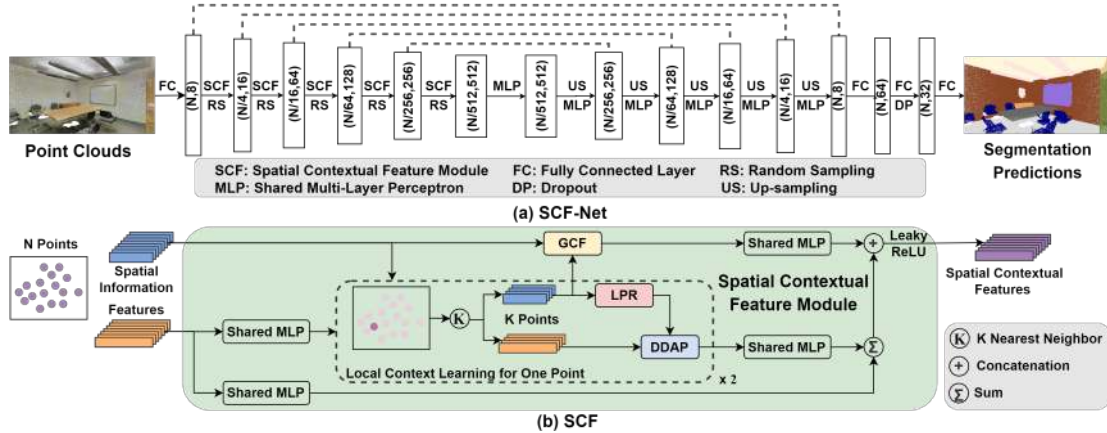 FC
(N,8)
SCF
RS
(N/4,16)
SCF
RS
(N/16,64)
SCF
RS
(N/64,128)
SCF
RS
(N/256,256)
SCF
RS
(N/512,512)
MLP
(N/512,512)
US
MLP
(N/256,256)
US
MLP
(N/64,128)
US
MLP
(N/16,64)
US
MLP
(N/4,16)
US
MLP
(N,8)
FC
(N,64)
FC
DP
(N,32)
FC
Point Clouds
Segmentation
Predictions
SCF: Spatial Contextual Feature Module FC: Fully Connected Layer RS: Random Sampling
MLP: Shared Multi-Layer Perceptron DP: Dropout US: Up-sampling
(a) SCF-Net
N Points
Spatial
Information
Features
GCF
Shared MLP
+
Leaky
ReLU
Spatial Contextual
Features
Spatial Contextual
Feature Module
K
K Points
LPR
DDAP
Shared MLP
Shared MLP
Σ
Local Context Learning for One Point
x 2
Shared MLP
K K Nearest Neighbor
+ Concatenation
Σ Sum
(b) SCF